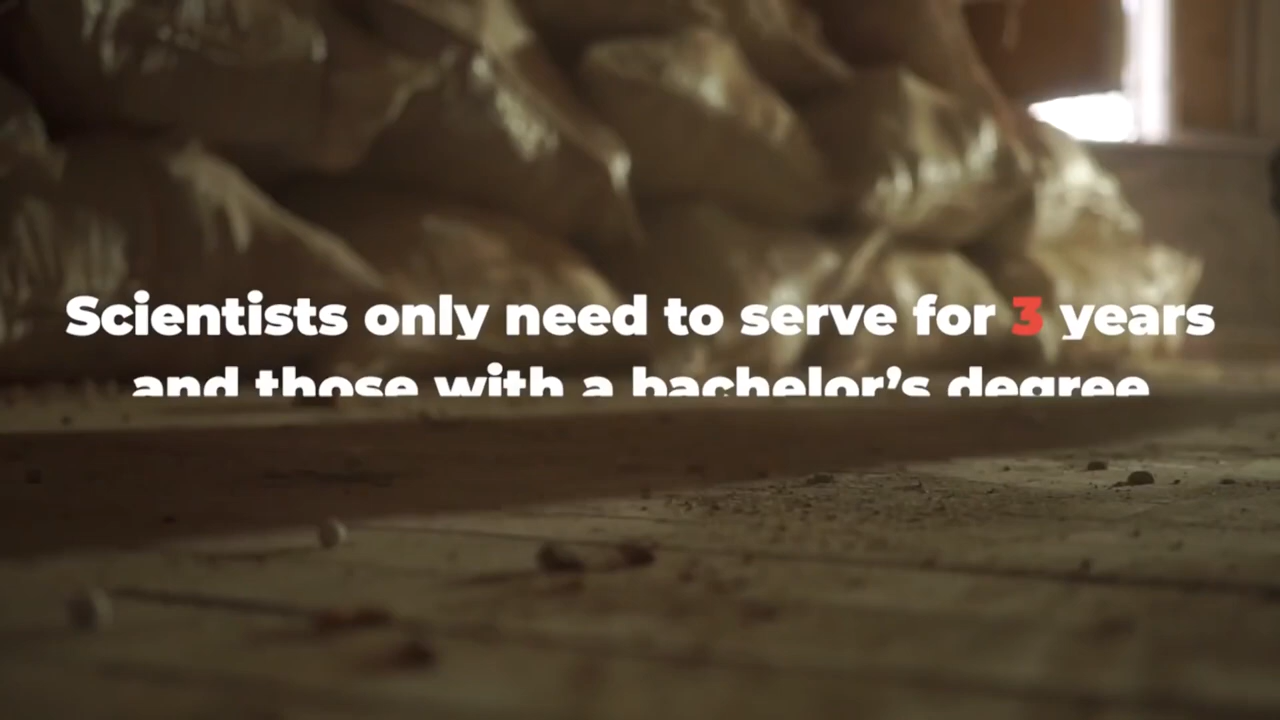 Scientists only need to serve for 3 years
and those with a bachelor's degree